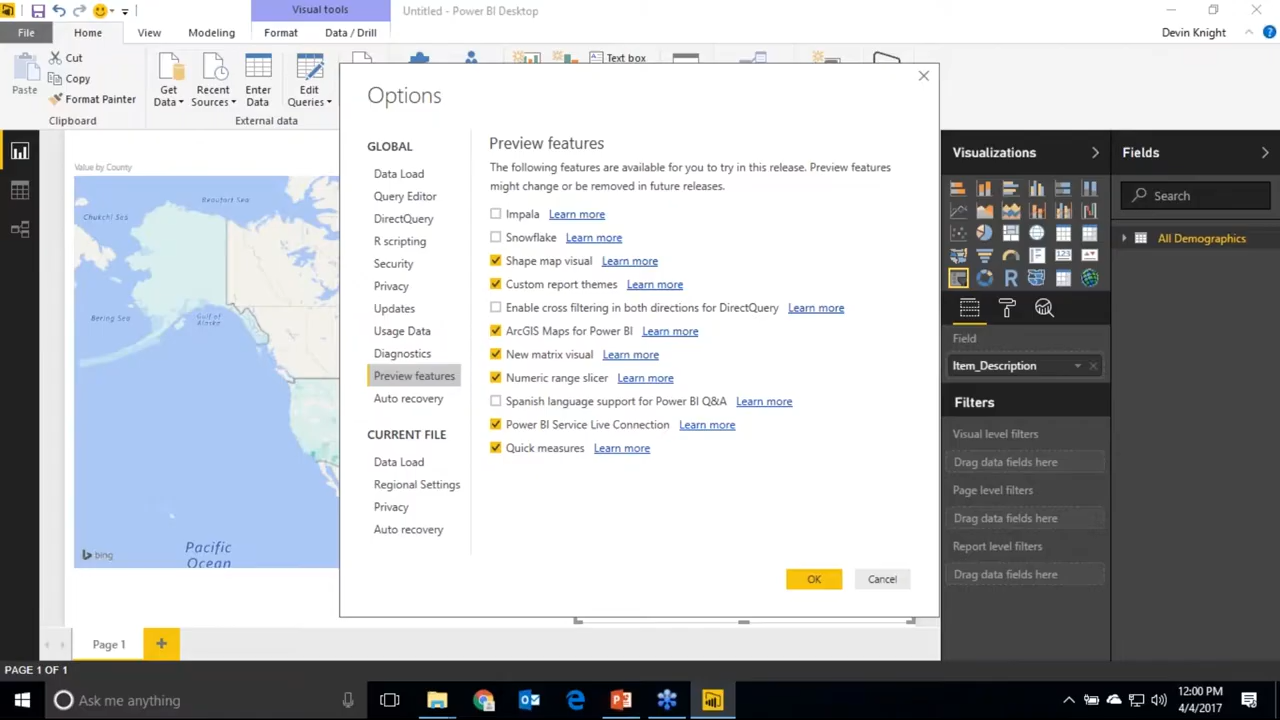 Visual tools
Untitled - Power BI Desktop
File
Home
View
Modeling
Format
Data / Drill
Devin Knight
Paste
Cut
Copy
Format Painter
Clipboard
Get Data
Recent Sources
Enter Data
Edit Queries
External data
Text box
Value by County
Chukchi Sea
Beaufort Sea
Bering Sea
Gulf of Alaska
Pacific Ocean
bing
Options
GLOBAL
Data Load
Query Editor
DirectQuery
R scripting
Security
Privacy
Updates
Usage Data
Diagnostics
Preview features
Auto recovery
CURRENT FILE
Data Load
Regional Settings
Privacy
Auto recovery
Preview features
The following features are available for you to try in this release. Preview features
might change or be removed in future releases.
Impala Learn more
Snowflake Learn more
Shape map visual Learn more
Custom report themes Learn more
Enable cross filtering in both directions for DirectQuery Learn more
ArcGIS Maps for Power BI Learn more
New matrix visual Learn more
Numeric range slicer Learn more
Spanish language support for Power BI Q&A Learn more
Power BI Service Live Connection Learn more
Quick measures Learn more
OK
Cancel
Visualizations
Field
Item_Description
Filters
Visual level filters
Drag data fields here
Page level filters
Drag data fields here
Report level filters
Drag data fields here
Fields
Search
All Demographics
Page 1
PAGE 1 OF 1
Ask me anything
12:00 PM
4/4/2017